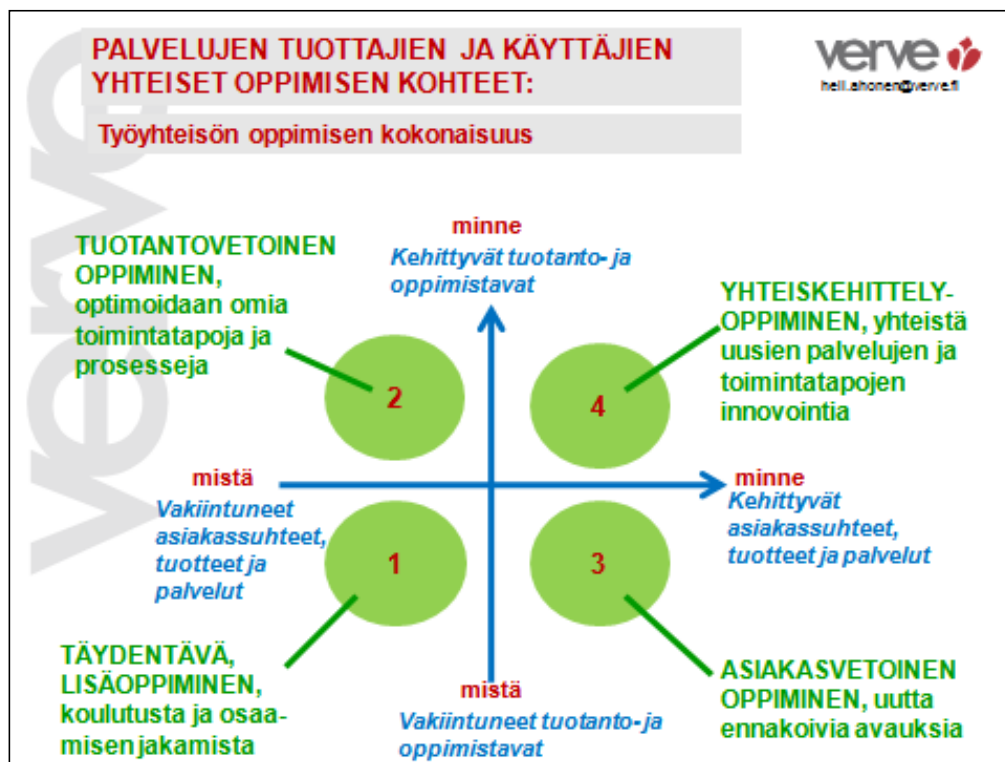 PALVELUJEN TUOTTAJIEN JA KÄYTTÄJIEN
YHTEISET OPPIMISEN KOHTEET:
verve
heli.ahonen@verve.fi
Työyhteisön oppimisen kokonaisuus
verve
minne
Kehittyvät tuotanto- ja
oppimistavat
TUOTANTOVETOINEN
OPPIMINEN,
optimoidaan omia
toimintatapoja ja
prosesseja
YHTEISKEHITTELY-
OPPIMINEN, yhteistä
uusien palvelujen ja
toimintatapojen
innovointia
2
4
mistä
Vakiintuneet
asiakassuhteet,
tuotteet ja
palvelut
minne
Kehittyvät
asiakassuhteet,
tuotteet ja palvelut
1
3
TÄYDENTÄVÄ,
LISÄOPPIMINEN,
koulutusta ja osaa-
misen jakamista
mistä
Vakiintuneet tuotanto- ja
oppimistavat
ASIAKASVETOINEN
OPPIMINEN, uutta
ennakoivia avauksia